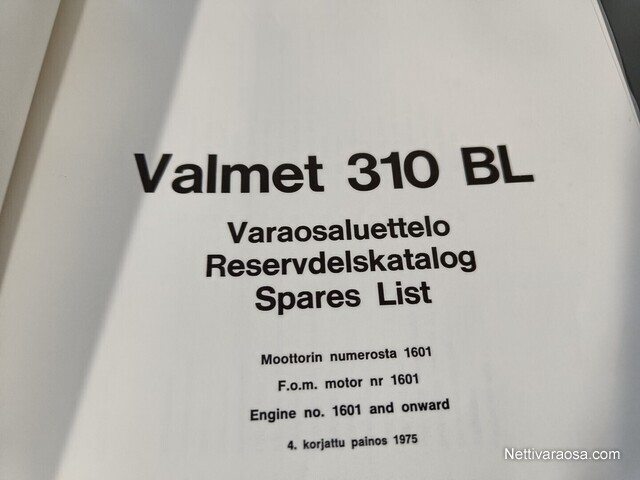 Valmet 310 BL
Varaosaluettelo
Reservdelskatalog
Spares List
Moottorin numerosta 1601
F.o.m. motor nr 1601
Engine no. 1601 and onward
4. korjattu painos 1975
Nettivaraosa.com